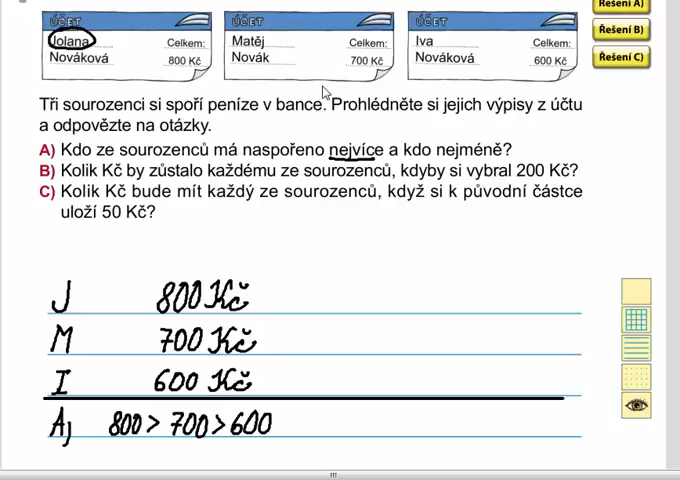 Řešení A)
ÚČET ÚČET ÚČET
Jolana Celkem: Matěj Celkem: Iva Celkem:
Nováková 800 Kč Novák 700 Kč Nováková 600 Kč
Řešení B)
Řešení C)
Tři sourozenci si spoří peníze v bance. Prohlédněte si jejich výpisy z účtu
a odpovězte na otázky.
A) Kdo ze sourozenců má naspořeno nejvíce a kdo nejméně?
B) Kolik Kč by zůstalo každému ze sourozenců, kdyby si vybral 200 Kč?
C) Kolik Kč bude mít každý ze sourozenců, když si k původní částce
uloží 50 Kč?
J 800 Kč
M 700 Kč
I 600 Kč
A) 800 > 700 > 600